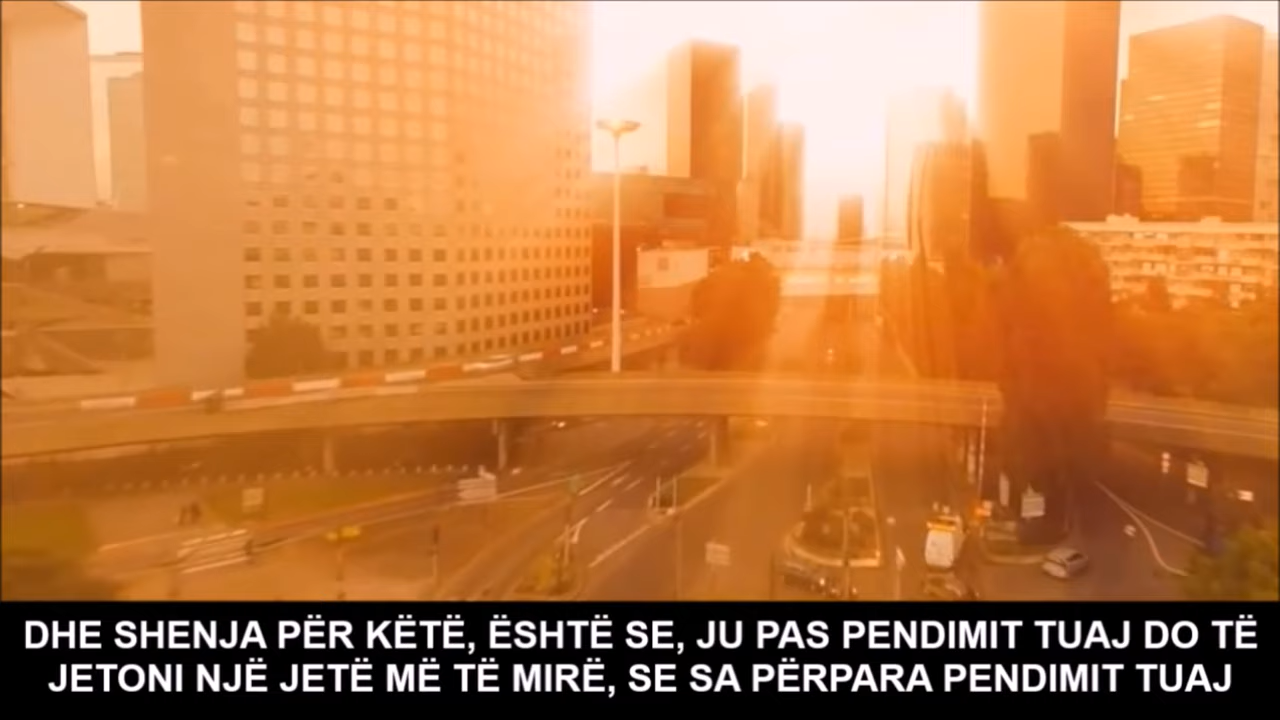 DHE SHENJA PËR KËTË, ËSHTË SE, JU PAS PENDIMIT TUAJ DO TË
JETONI NJË JETË MË TË MIRË, SE SA PËRPARA PENDIMIT TUAJ